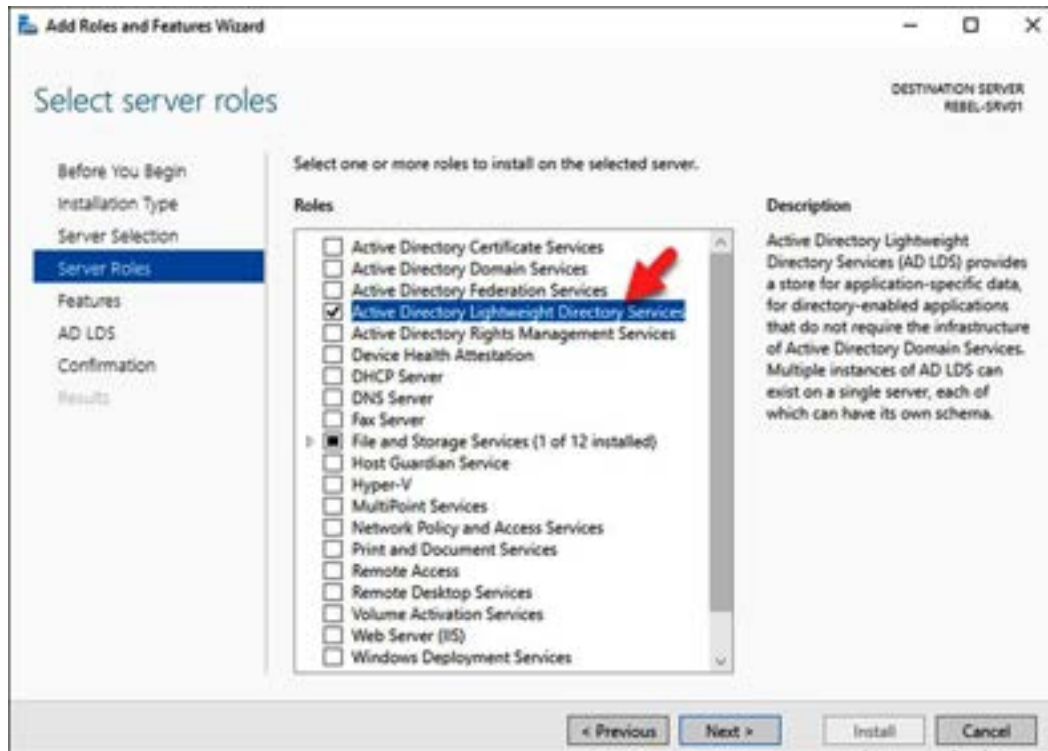 Add Roles and Features Wizard
Select server roles
DESTINATION SERVER
REBEL-SRV01
Before You Begin
Installation Type
Server Selection
Server Roles
Features
AD LDS
Confirmation
Results
Select one or more roles to install on the selected server.
Roles
Active Directory Certificate Services
Active Directory Domain Services
Active Directory Federation Services
Active Directory Lightweight Directory Services
Active Directory Rights Management Services
Device Health Attestation
DHCP Server
DNS Server
Fax Server
File and Storage Services (1 of 12 installed)
Host Guardian Service
Hyper-V
MultiPoint Services
Network Policy and Access Services
Print and Document Services
Remote Access
Remote Desktop Services
Volume Activation Services
Web Server (IIS)
Windows Deployment Services
Description
Active Directory Lightweight
Directory Services (AD LDS) provides
a store for application-specific data,
for directory-enabled applications
that do not require the infrastructure
of Active Directory Domain Services.
Multiple instances of AD LDS can
exist on a single server, each of
which can have its own schema.
< Previous
Next >
Install
Cancel